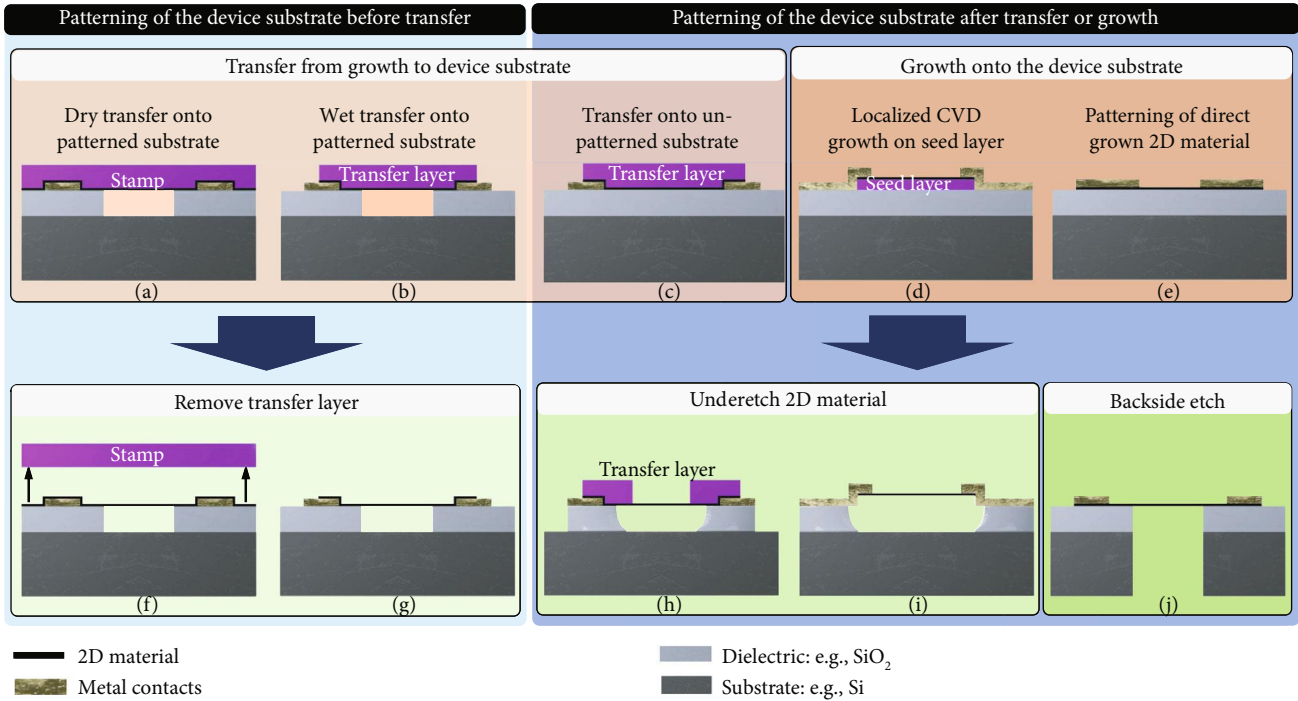 Patterning of the device substrate before transfer
Patterning of the device substrate after transfer or growth
Transfer from growth to device substrate
Growth onto the device substrate
Dry transfer onto
patterned substrate
Wet transfer onto
patterned substrate
Transfer onto un-
patterned substrate
Localized CVD
growth on seed layer
Patterning of direct
grown 2D material
Stamp
Transfer layer
Transfer layer
Seed layer
(a)
(b)
(c)
(d)
(e)
Remove transfer layer
Underetch 2D material
Backside etch
Stamp
Transfer layer
(f)
(g)
(h)
(i)
(j)
2D material
Metal contacts
Dielectric: e.g., SiO₂
Substrate: e.g., Si